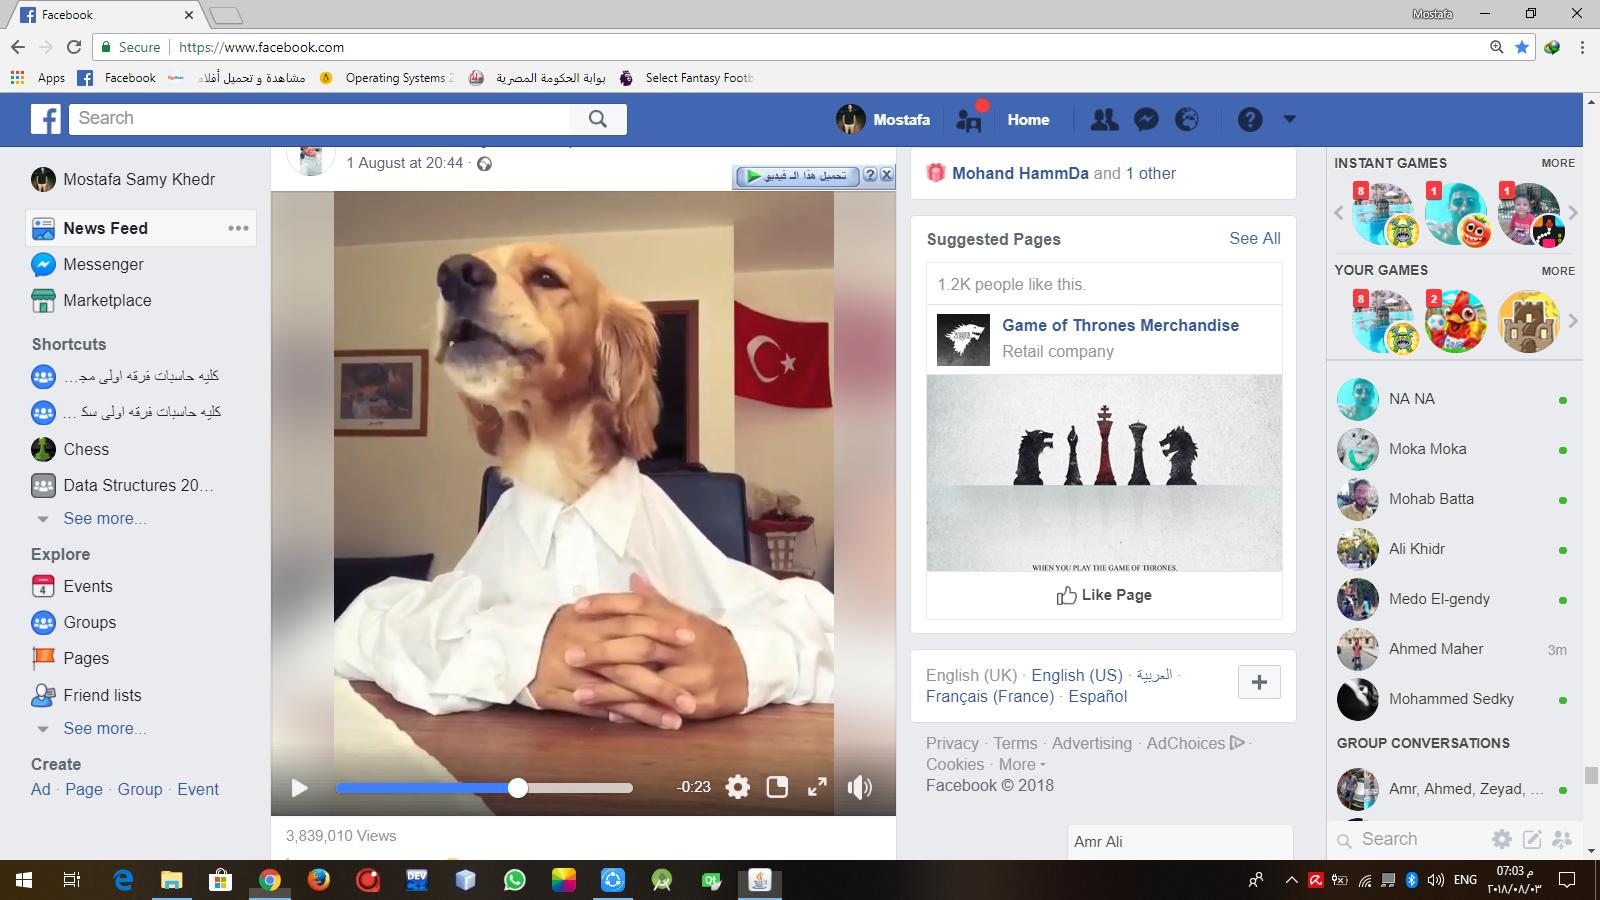 Facebook
Mostafa
Secure
https://www.facebook.com
Apps
Facebook
مشاهدة و تحميل أفلام
Operating Systems 2
بوابة الحكومة المصرية
Select Fantasy Footb
Search
Mostafa
Home
Mostafa Samy Khedr
News Feed
Messenger
Marketplace
Shortcuts
كليه حاسبات فرقه اولى مج...
كليه حاسبات فرقه اولى سك ...
Chess
Data Structures 20...
See more...
Explore
4
Events
Groups
Pages
Friend lists
See more...
Create
Ad · Page · Group · Event
1 August at 20:44 ·
تحميل هذا الـ فيديو
-0:23
3,839,010 Views
Mohand HammDa and 1 other
Suggested Pages
See All
1.2K people like this.
Game of Thrones Merchandise
Retail company
WHEN YOU PLAY THE GAME OF THRONES,
Like Page
English (UK) · English (US) · العربية ·
Français (France) · Español
Privacy · Terms · Advertising · AdChoices ·
Cookies · More
Facebook © 2018
Amr Ali
INSTANT GAMES
MORE
8
1
1
YOUR GAMES
MORE
8
2
NA NA
Moka Moka
Mohab Batta
Ali Khidr
Medo El-gendy
Ahmed Maher
3m
Mohammed Sedky
GROUP CONVERSATIONS
Amr, Ahmed, Zeyad, ...
Search
DEV
Qt
ENG
07:03 م
٢٠١٨/٠٨/٠٣